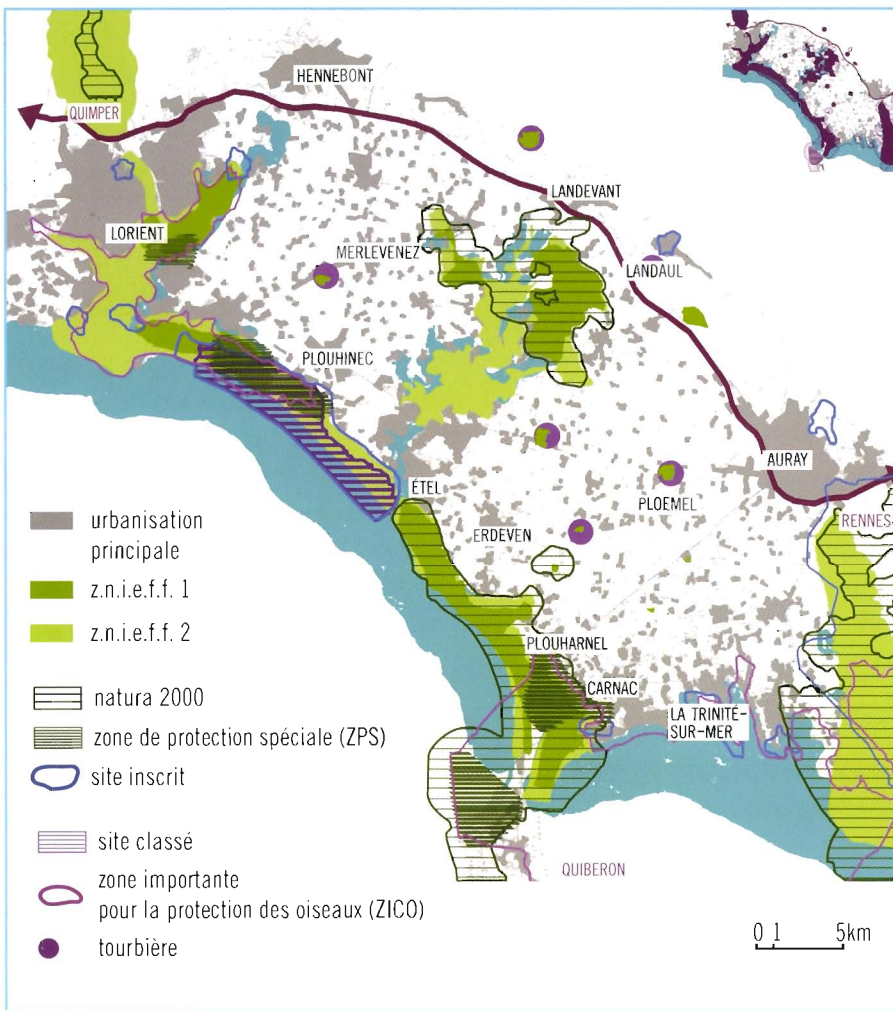 HENNEBONT
QUIMPER
LANDEVANT
LORIENT
MERLEVENEZ
LANDAUL
PLOUHINEC
AURAY
ÉTEL
PLOEMEL
RENNES
ERDEVEN
PLOUHARNEL
CARNAC
LA TRINITÉ-
SUR-MER
QUIBERON
urbanisation
principale
z.n.i.e.f.f. 1
z.n.i.e.f.f. 2
natura 2000
zone de protection spéciale (ZPS)
site inscrit
site classé
zone importante
pour la protection des oiseaux (ZICO)
tourbière
0 1 5km